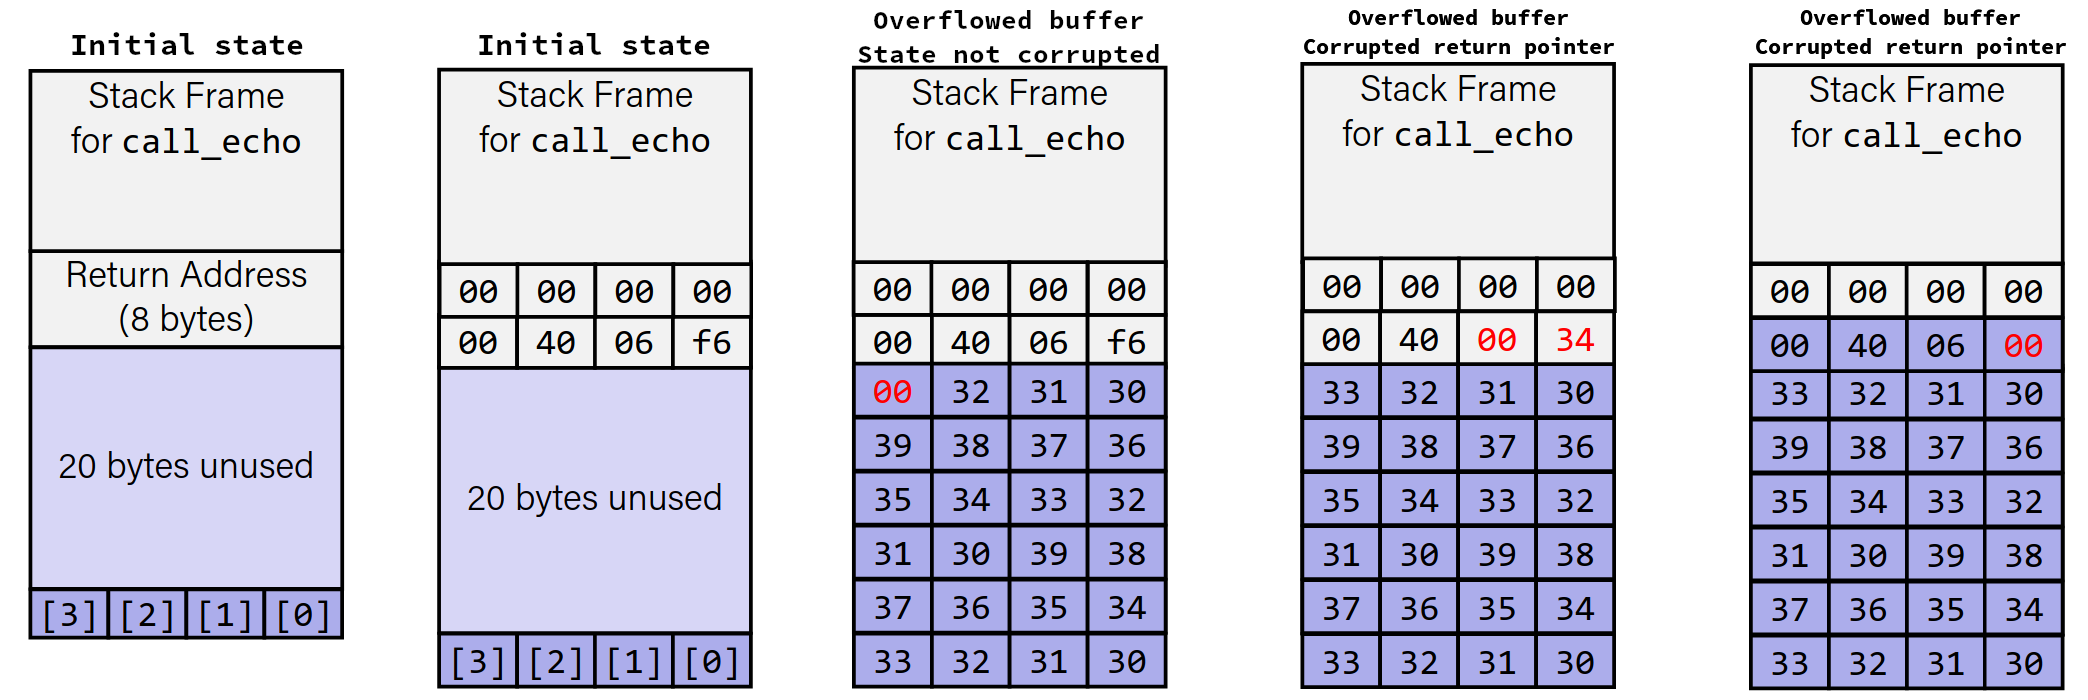 Initial state
Stack Frame
for call_echo
Return Address
(8 bytes)
20 bytes unused
[3] [2] [1] [0]
Initial state
Stack Frame
for call_echo
00 00 00 00
00 40 06 f6
20 bytes unused
[3] [2] [1] [0]
Overflowed buffer
State not corrupted
Stack Frame
for call_echo
00 00 00 00
00 40 06 f6
00 32 31 30
39 38 37 36
35 34 33 32
31 30 39 38
37 36 35 34
33 32 31 30
Overflowed buffer
Corrupted return pointer
Stack Frame
for call_echo
00 00 00 00
00 40 00 34
33 32 31 30
39 38 37 36
35 34 33 32
31 30 39 38
37 36 35 34
33 32 31 30
Overflowed buffer
Corrupted return pointer
Stack Frame
for call_echo
00 00 00 00
00 40 06 00
33 32 31 30
39 38 37 36
35 34 33 32
31 30 39 38
37 36 35 34
33 32 31 30